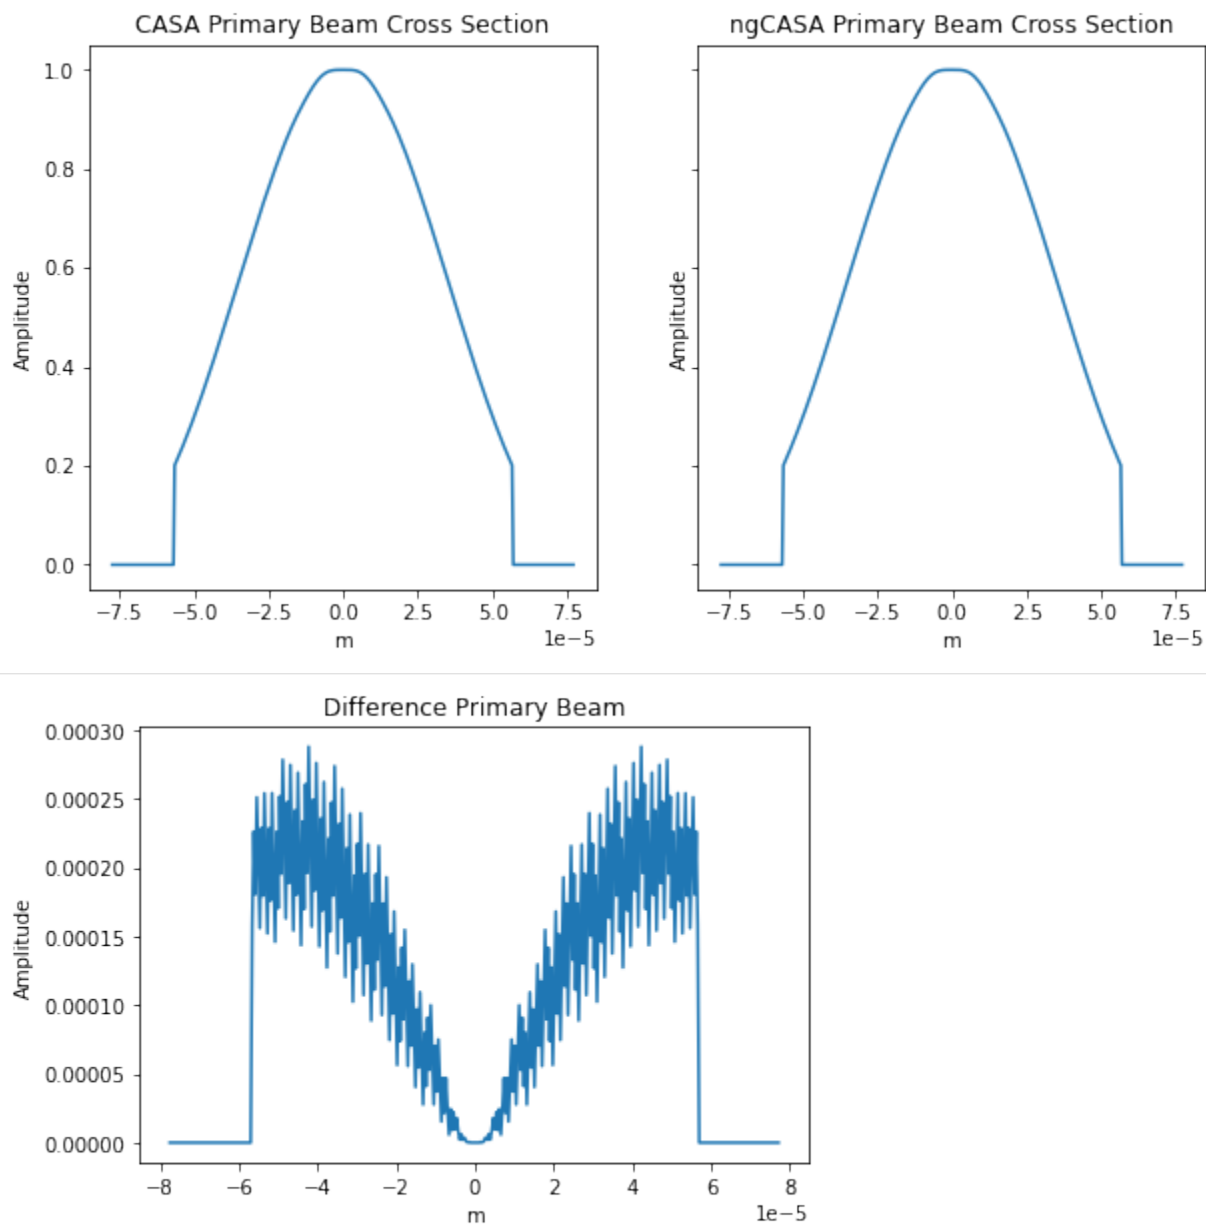 CASA Primary Beam Cross Section
1.0
0.8
0.6
0.4
0.2
0.0
Amplitude
−7.5 −5.0 −2.5 0.0 2.5 5.0 7.5
1e−5
m
ngCASA Primary Beam Cross Section
Amplitude
−7.5 −5.0 −2.5 0.0 2.5 5.0 7.5
1e−5
m
Difference Primary Beam
0.00030
0.00025
0.00020
0.00015
0.00010
0.00005
0.00000
Amplitude
−8 −6 −4 −2 0 2 4 6 8
1e−5
m